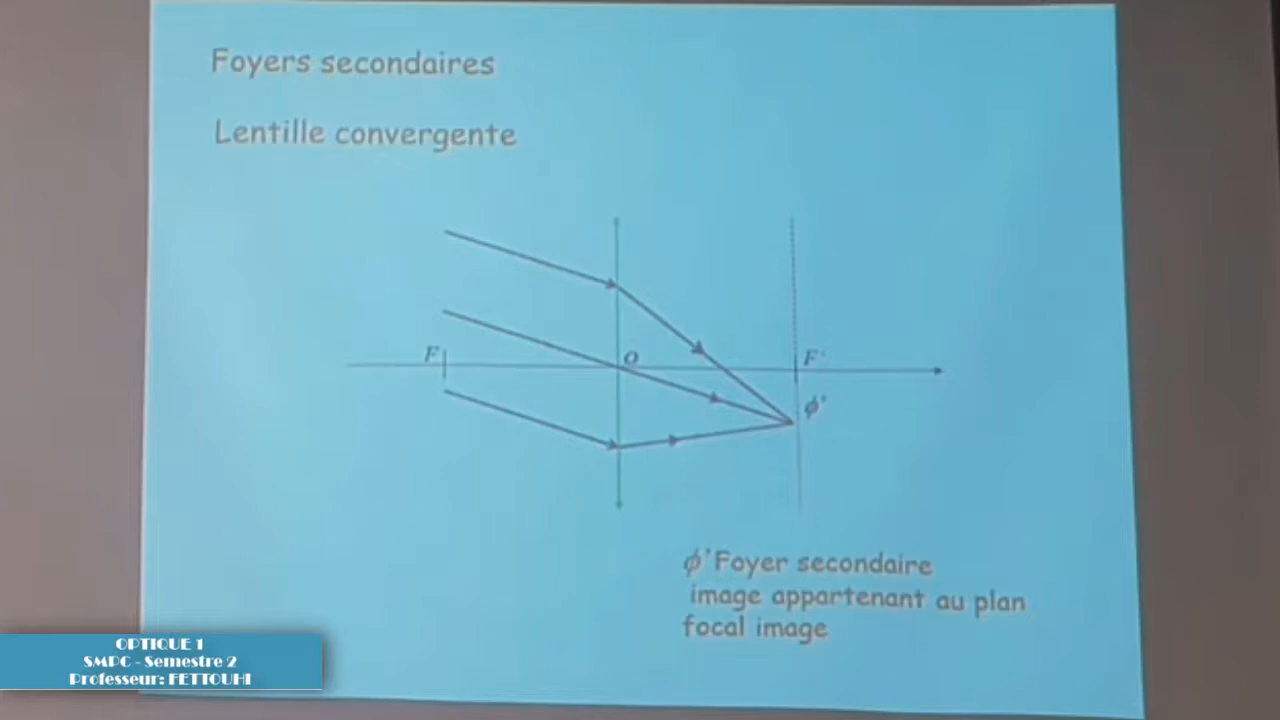 Foyers secondaires
Lentille convergente
F
O
F'
ϕ'
ϕ' Foyer secondaire
image appartenant au plan
focal image
OPTIQUE 1
SMPC - Semestre 2
Professeur: FETTOUHI